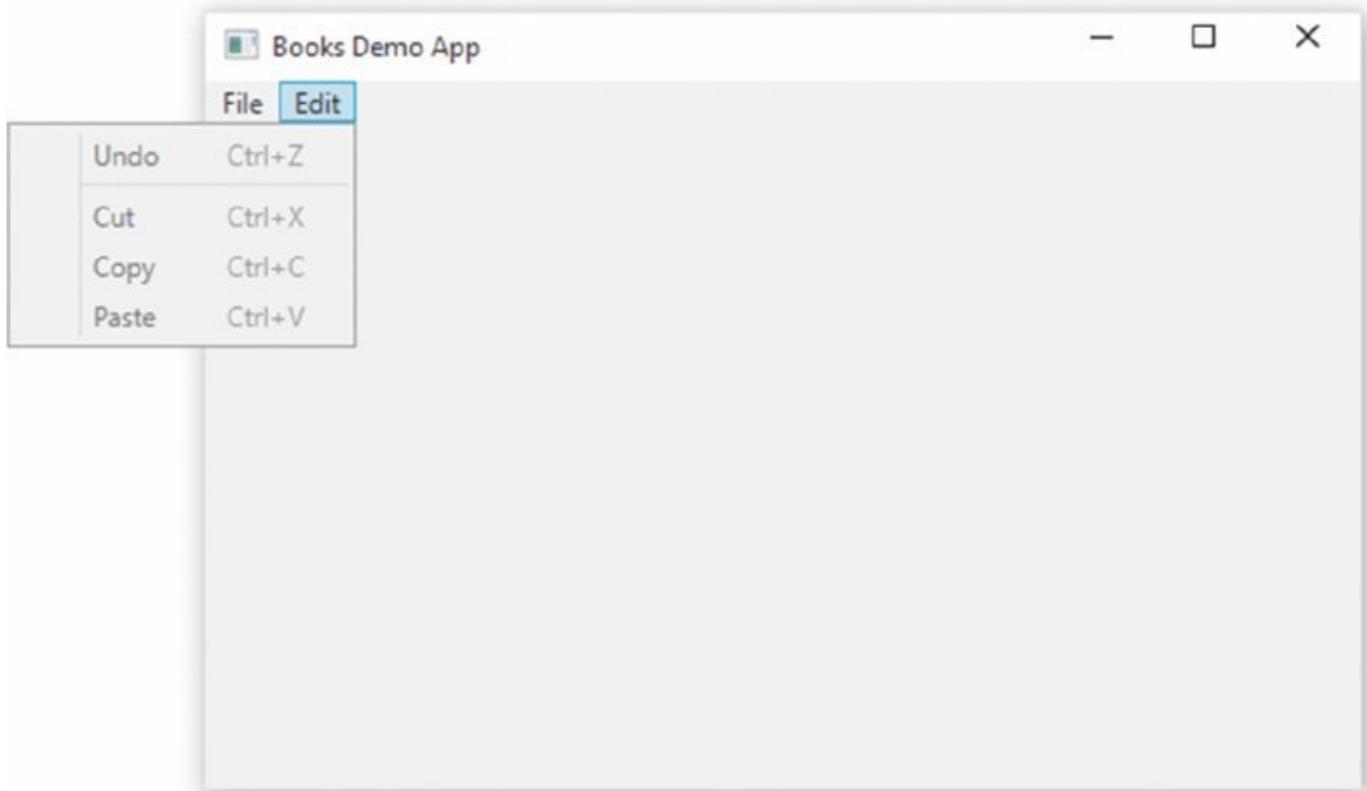 Books Demo App
File Edit
Undo Ctrl+Z
Cut Ctrl+X
Copy Ctrl+C
Paste Ctrl+V